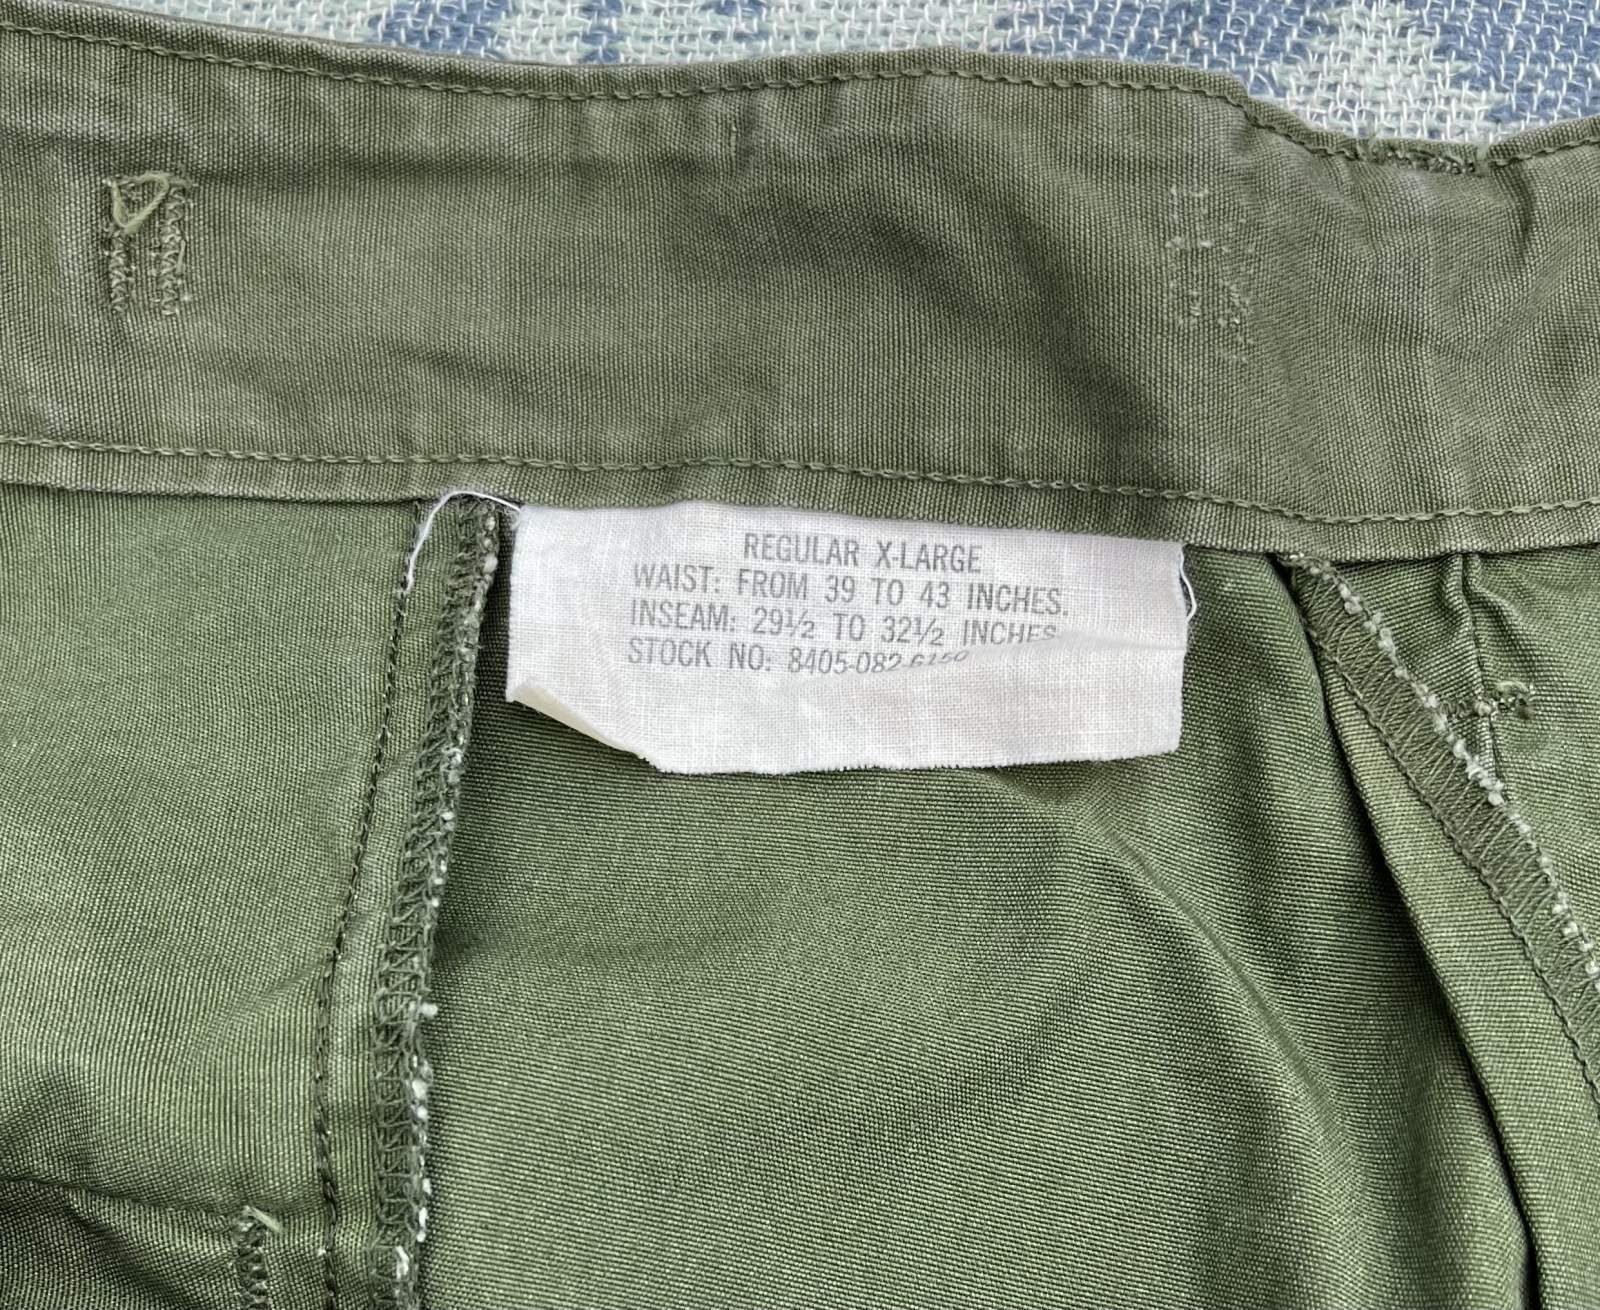 REGULAR X-LARGE
WAIST: FROM 39 TO 43 INCHES.
INSEAM: 29½ TO 32½ INCHES
STOCK NO: 8405-082-6150